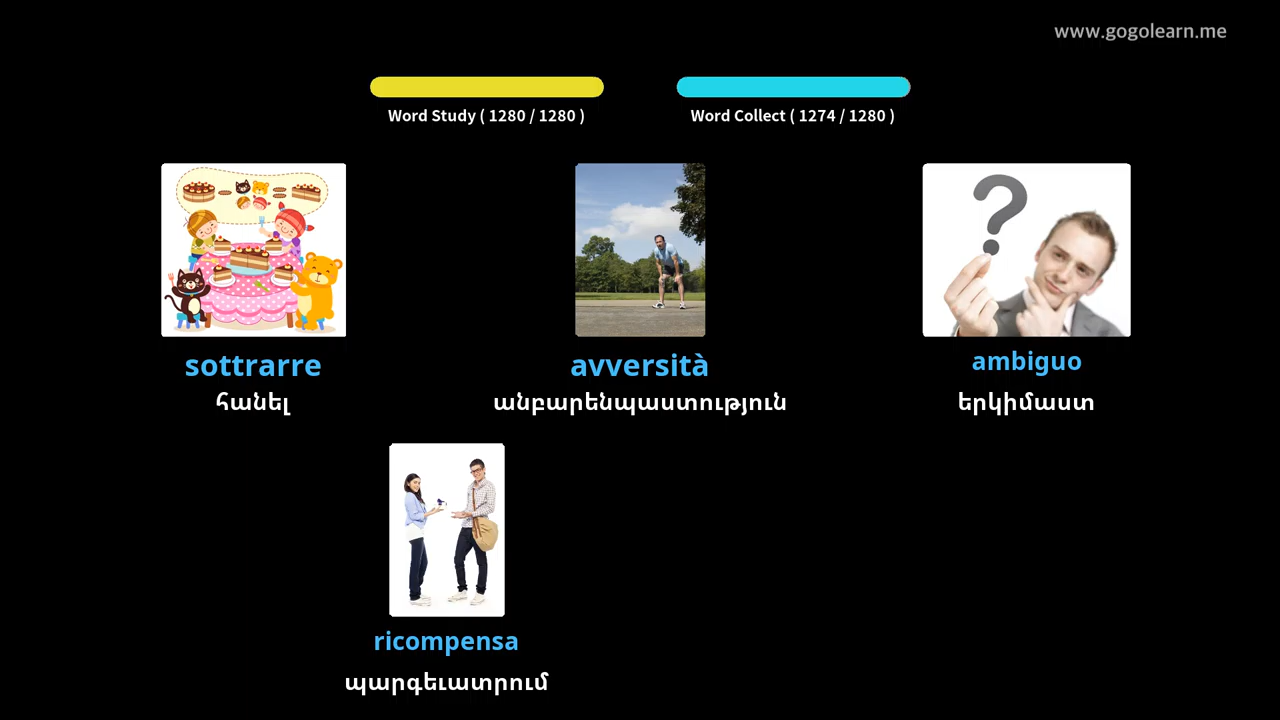 www.gogolearn.me
Word Study ( 1280 / 1280 )
Word Collect ( 1274 / 1280 )
sottrarre
հանել
avversità
անբարենպաստություն
ambiguo
երկիմաստ
ricompensa
պարգեւատրում